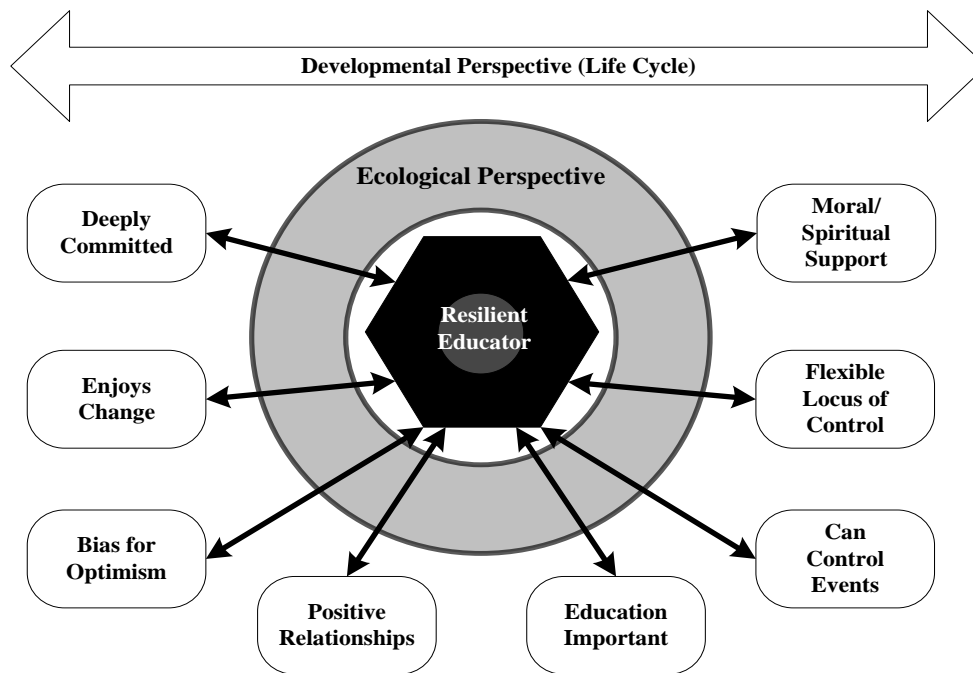 Developmental Perspective (Life Cycle)
Ecological Perspective
Deeply
Committed
Moral/
Spiritual
Support
Resilient
Educator
Enjoys
Change
Flexible
Locus of
Control
Bias for
Optimism
Can
Control
Events
Positive
Relationships
Education
Important